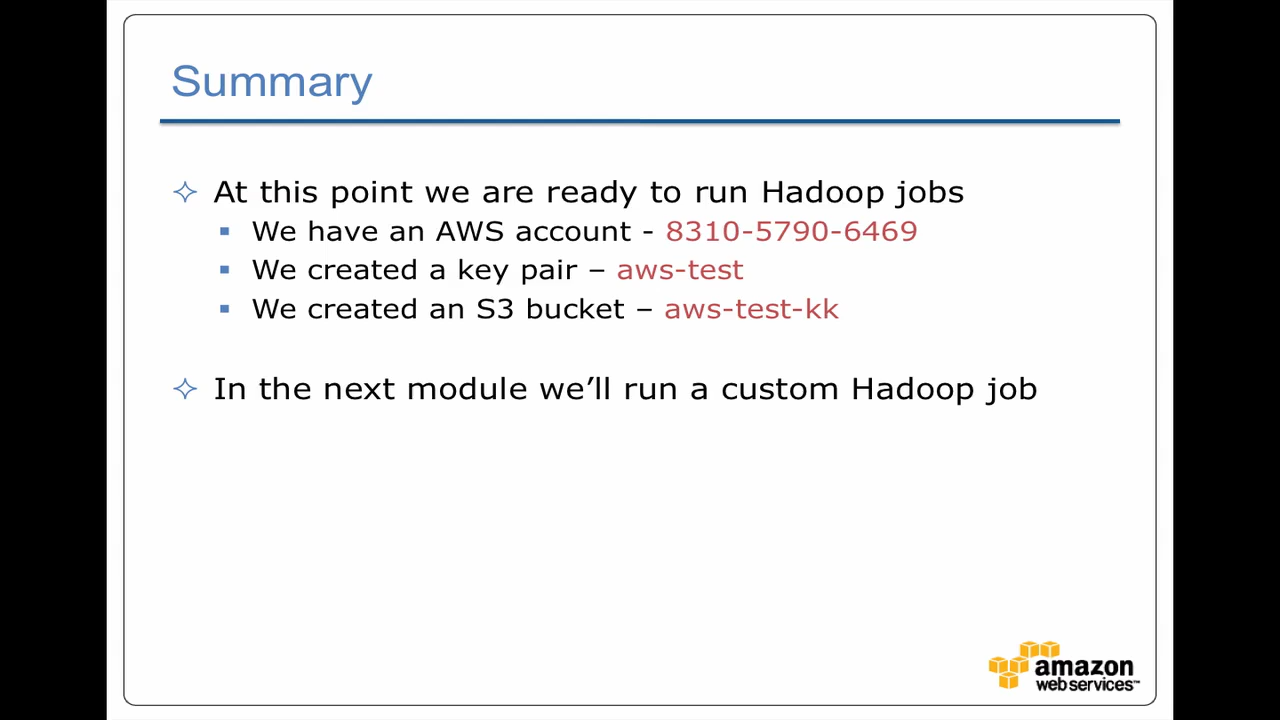 Summary
At this point we are ready to run Hadoop jobs
We have an AWS account - 8310-5790-6469
We created a key pair – aws-test
We created an S3 bucket – aws-test-kk
In the next module we’ll run a custom Hadoop job
amazon
webservices™